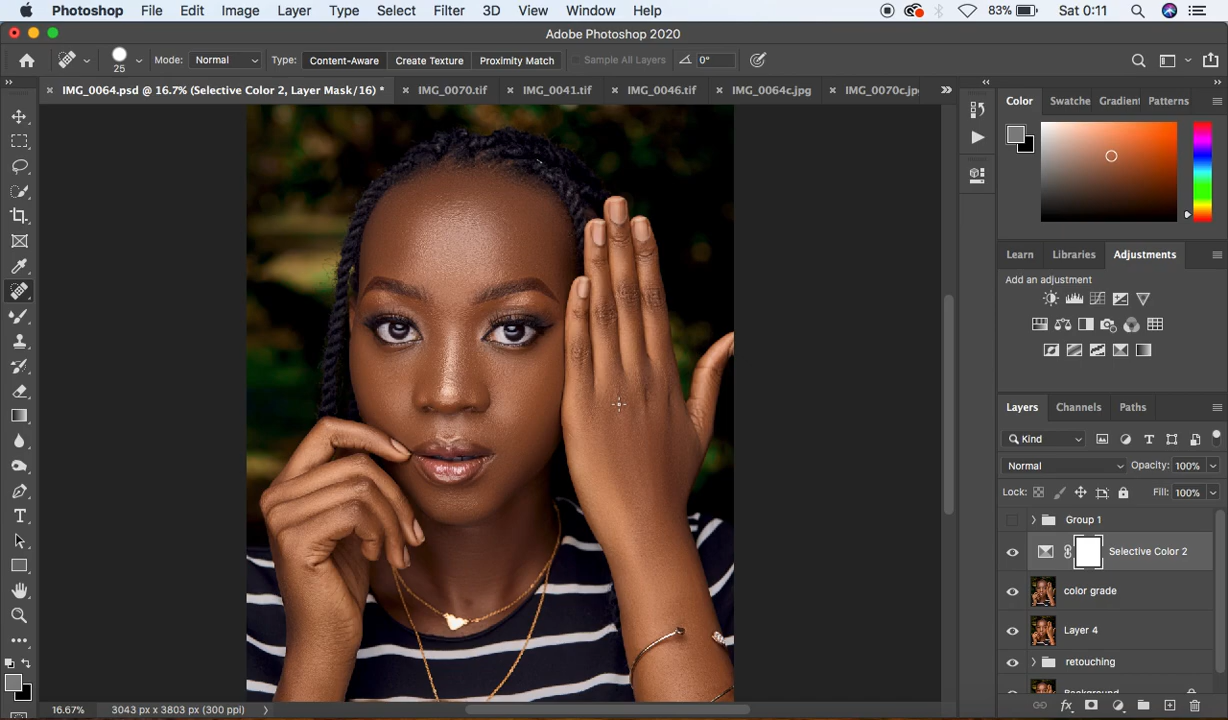 Photoshop File Edit Image Layer Type Select Filter 3D View Window Help 83% Sat 0:11
Adobe Photoshop 2020
25 Mode: Normal Type: Content-Aware Create Texture Proximity Match Sample All Layers 0°
IMG_0064.psd @ 16.7% (Selective Color 2, Layer Mask/16) * IMG_0070.tif IMG_0041.tif IMG_0046.tif IMG_0064c.jpg IMG_0070c.jp
Color Swatche Gradient Patterns
Learn Libraries Adjustments
Add an adjustment
Layers Channels Paths
Kind
Normal Opacity: 100%
Lock: Fill: 100%
Group 1
Selective Color 2
color grade
Layer 4
retouching
Background
16.67% 3043 px x 3803 px (300 ppi)